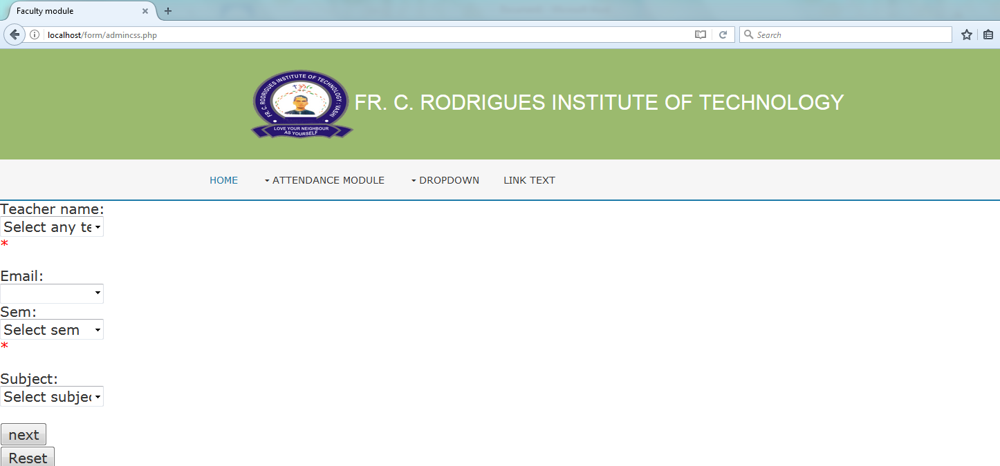 Faculty module
localhost/form/admincss.php
Search
FR. C. RODRIGUES INSTITUTE OF TECHNOLOGY : VASHI
LOVE YOUR NEIGHBOUR
AS YOURSELF
FR. C. RODRIGUES INSTITUTE OF TECHNOLOGY
HOME
ATTENDANCE MODULE
DROPDOWN
LINK TEXT
Teacher name:
Select any te
*
Email:
Sem:
Select sem
*
Subject:
Select subjec
next
Reset